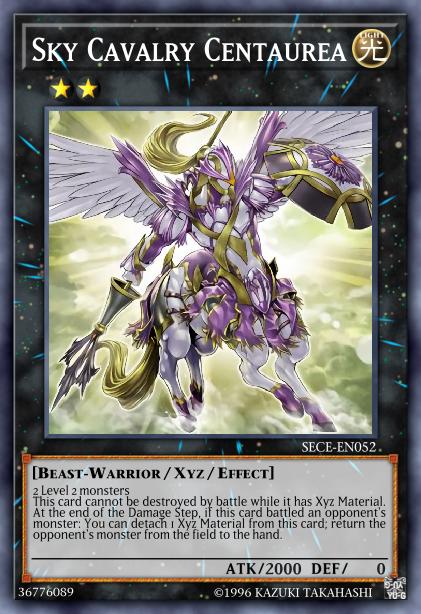 SKY CAVALRY CENTAUREA
LIGHT
光
SECE-EN052
[BEAST-WARRIOR / XYZ / EFFECT]
2 Level 2 monsters
This card cannot be destroyed by battle while it has Xyz Material.
At the end of the Damage Step, if this card battled an opponent's
monster: You can detach 1 Xyz Material from this card; return the
opponent's monster from the field to the hand.
ATK/2000 DEF/ 0
36776089
©1996 KAZUKI TAKAHASHI